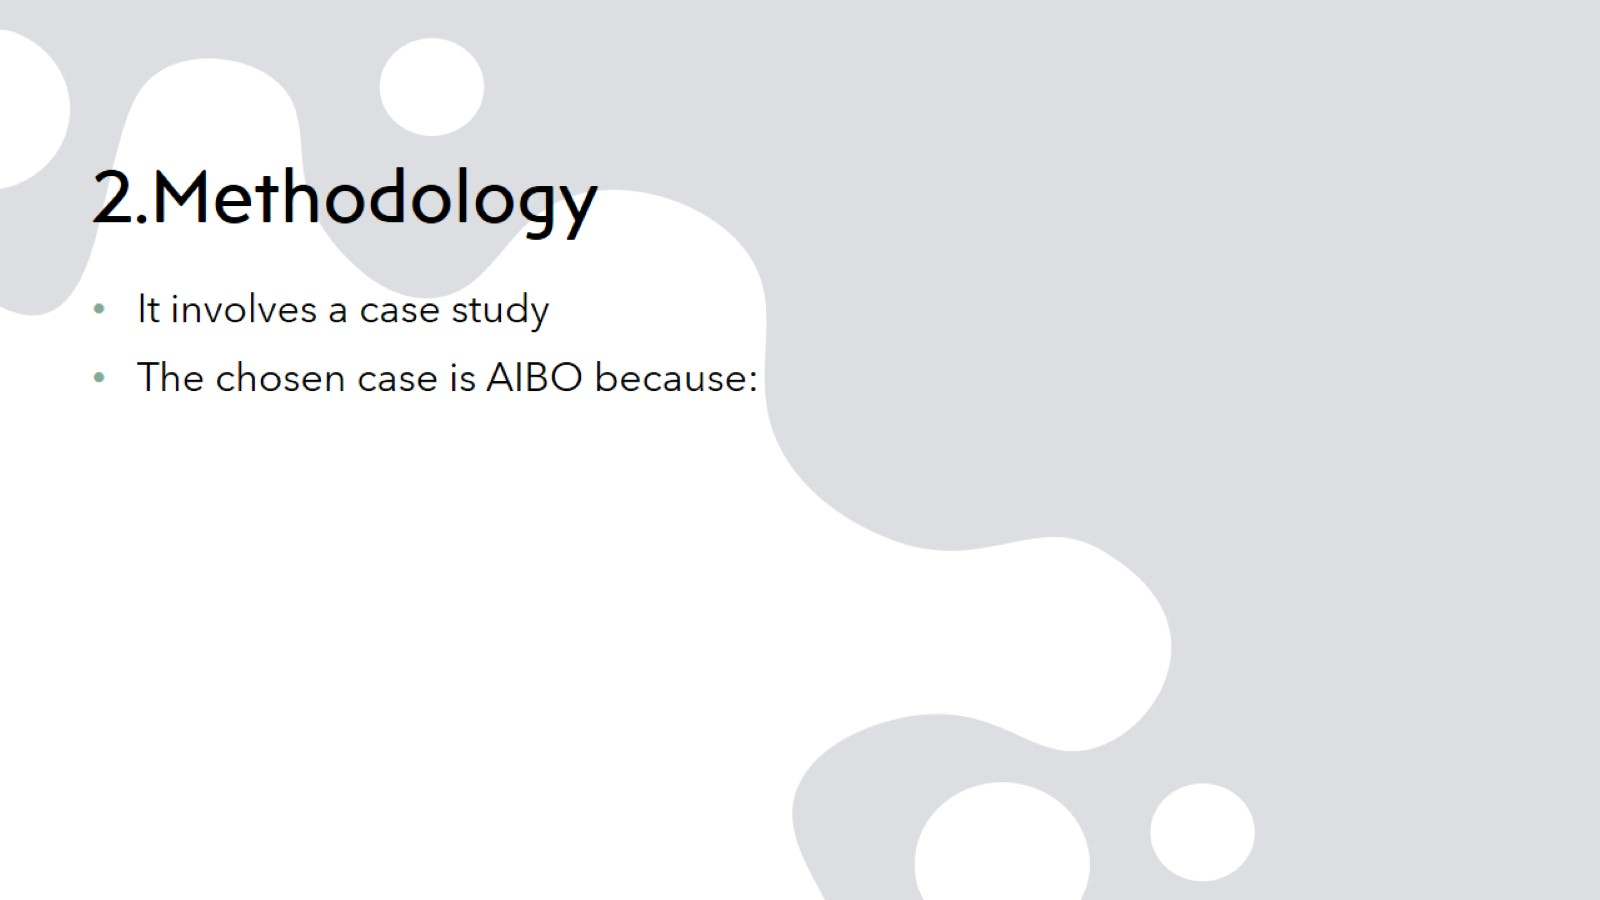 2.Methodology
• It involves a case study
• The chosen case is AIBO because: